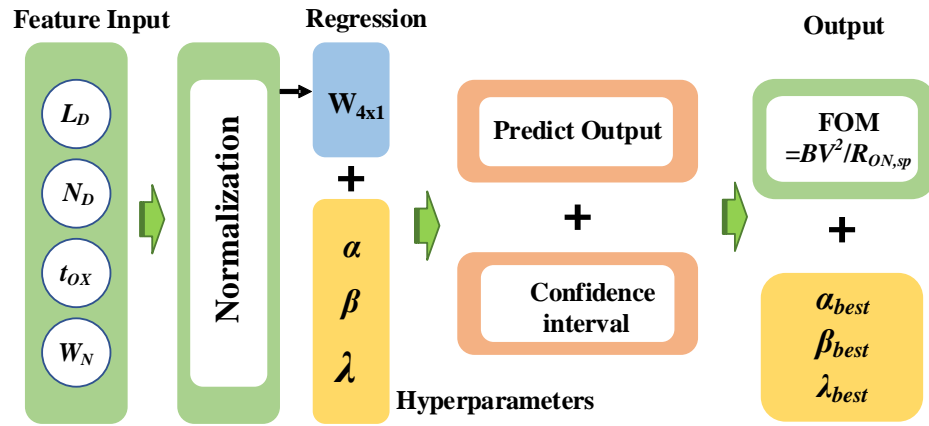 Feature Input
L_D
N_D
t_OX
W_N
Normalization
Regression
W_4x1
+
α
β
λ
Hyperparameters
Predict Output
+
Confidence
interval
Output
FOM
=BV²/R_ON,sp
+
α_best
β_best
λ_best